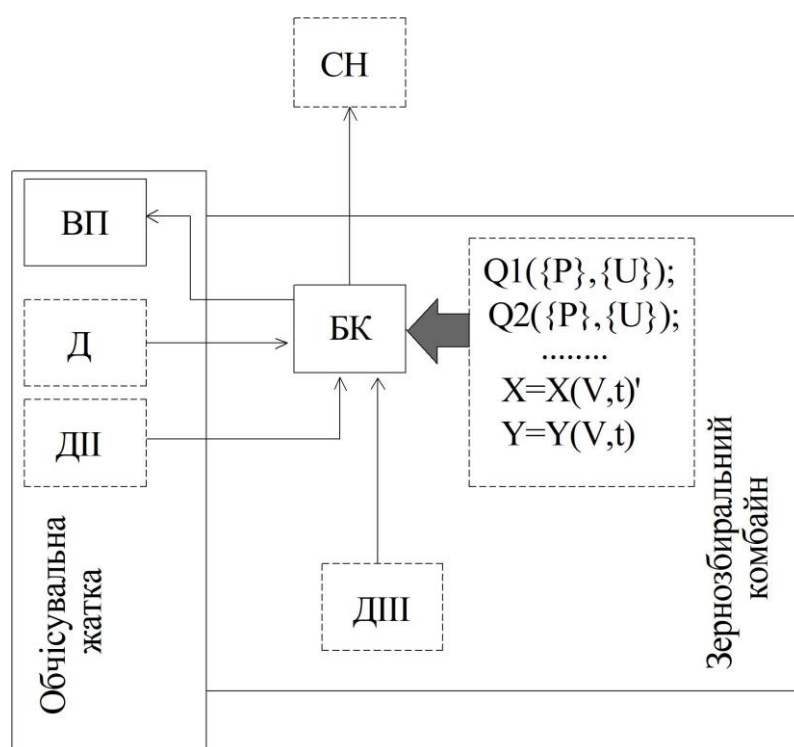 СН
ВП
Д
ДІІ
БК
Q1({P},{U});
Q2({P},{U});
........
X=X(V,t)'
Y=Y(V,t)
ДІІІ
Обчісувальна
жатка
Зернозбиральний
комбайн